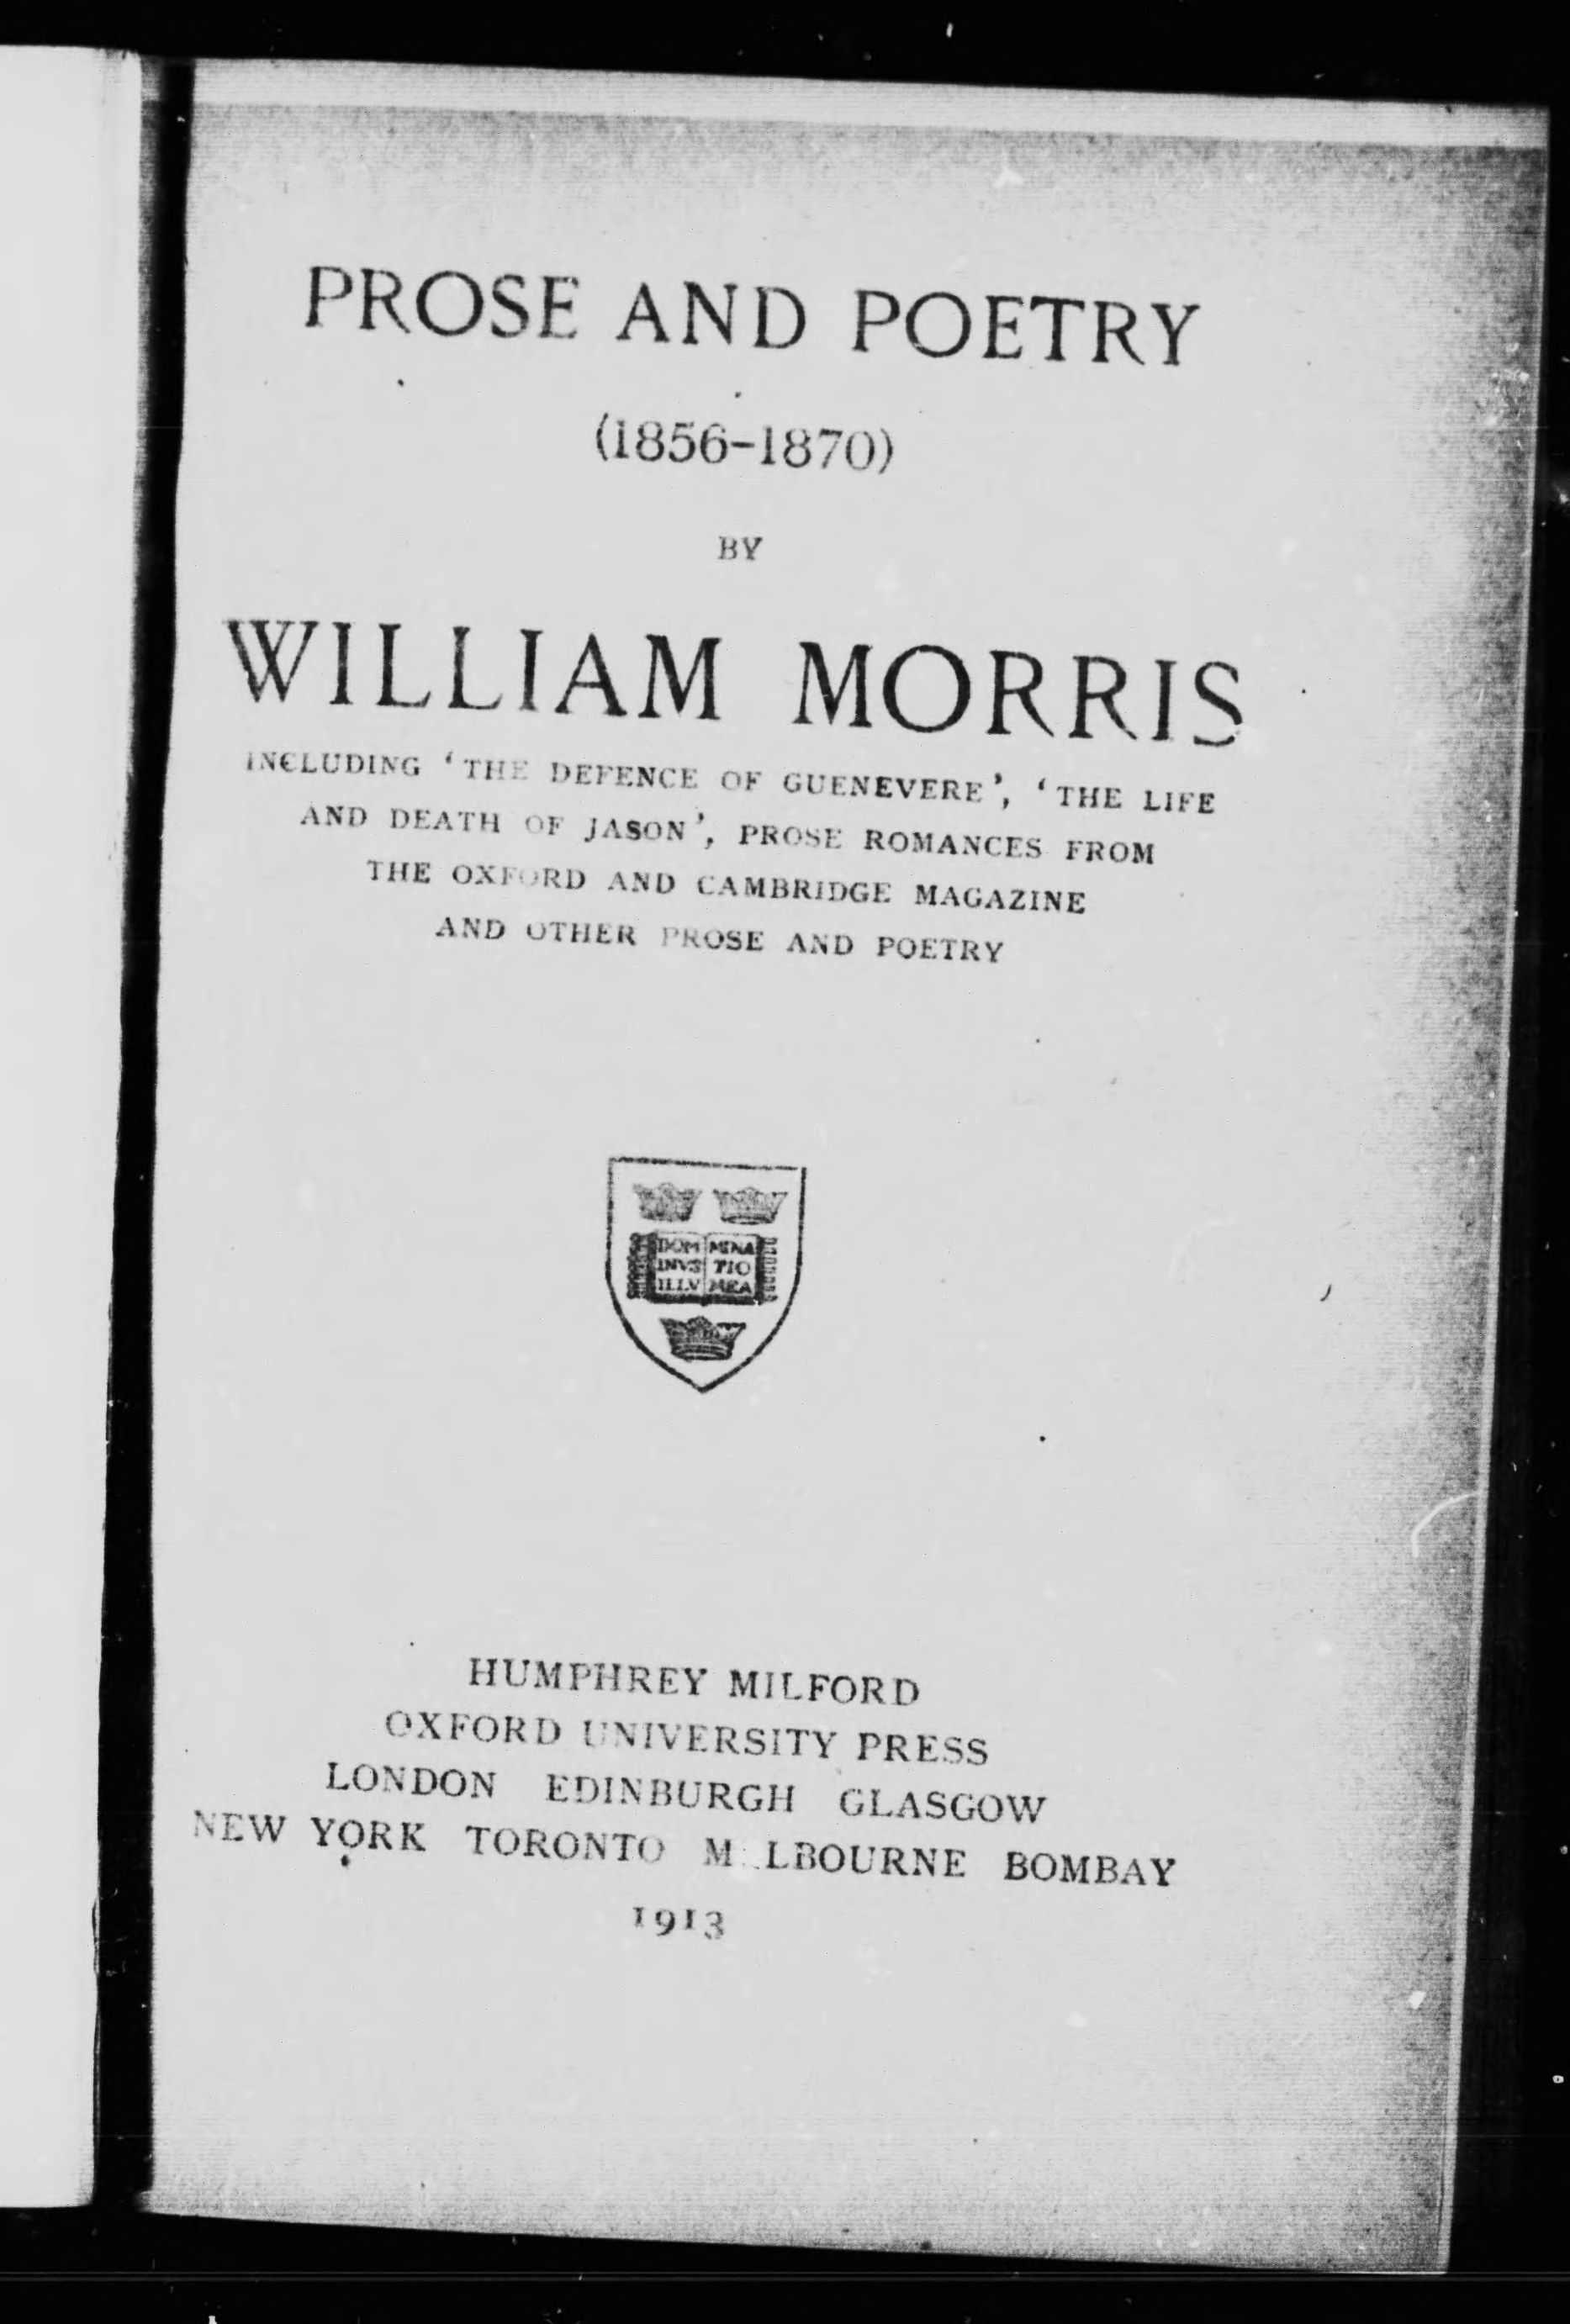 PROSE AND POETRY
(1856-1870)
BY
WILLIAM MORRIS
INCLUDING ‘THE DEFENCE OF GUENEVERE’, ‘THE LIFE
AND DEATH OF JASON’, PROSE ROMANCES FROM
THE OXFORD AND CAMBRIDGE MAGAZINE
AND OTHER PROSE AND POETRY
DOM MINA
INVS TIO
ILLV MEA
HUMPHREY MILFORD
OXFORD UNIVERSITY PRESS
LONDON EDINBURGH GLASGOW
NEW YORK TORONTO MELBOURNE BOMBAY
1913